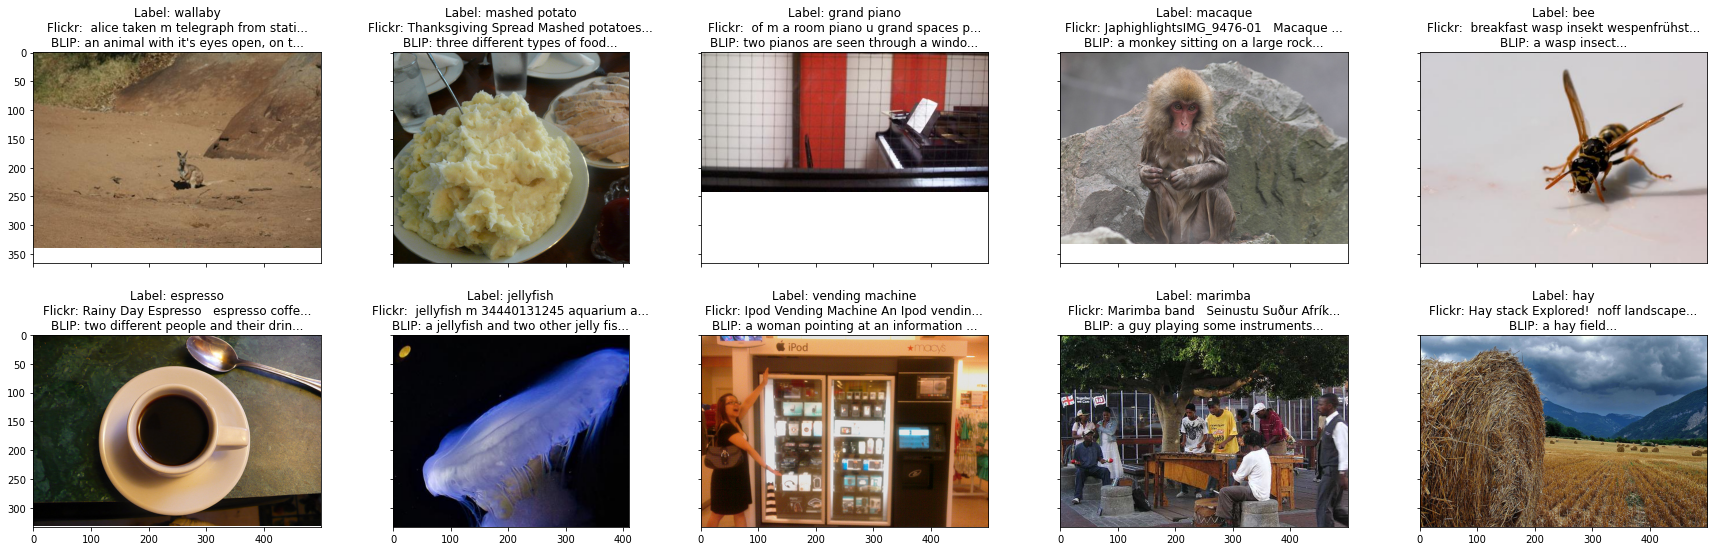 Label: wallaby
Flickr:  alice taken m telegraph from stati...
BLIP: an animal with it's eyes open, on t...
Label: mashed potato
Flickr: Thanksgiving Spread Mashed potatoes...
BLIP: three different types of food...
Label: grand piano
Flickr:  of m a room piano u grand spaces p...
BLIP: two pianos are seen through a windo...
Label: macaque
Flickr: JaphighlightsIMG_9476-01   Macaque ...
BLIP: a monkey sitting on a large rock...
Label: bee
Flickr:  breakfast wasp insekt wespenfrühst...
BLIP: a wasp insect...
0
50
100
150
200
250
300
350
0
Label: espresso
Flickr: Rainy Day Espresso   espresso coffe...
BLIP: two different people and their drin...
Label: jellyfish
Flickr:  jellyfish m 34440131245 aquarium a...
BLIP: a jellyfish and two other jelly fis...
Label: vending machine
Flickr: Ipod Vending Machine An Ipod vendin...
BLIP: a woman pointing at an information ...
iPod
macys
Label: marimba
Flickr: Marimba band   Seinustu Suður Afrík...
BLIP: a guy playing some instruments...
Label: hay
Flickr: Hay stack Explored!  noff landscape...
BLIP: a hay field...
50
100
150
200
250
300
0 100 200 300 400
0 100 200 300 400
0 100 200 300 400
0 100 200 300 400
0 100 200 300 400